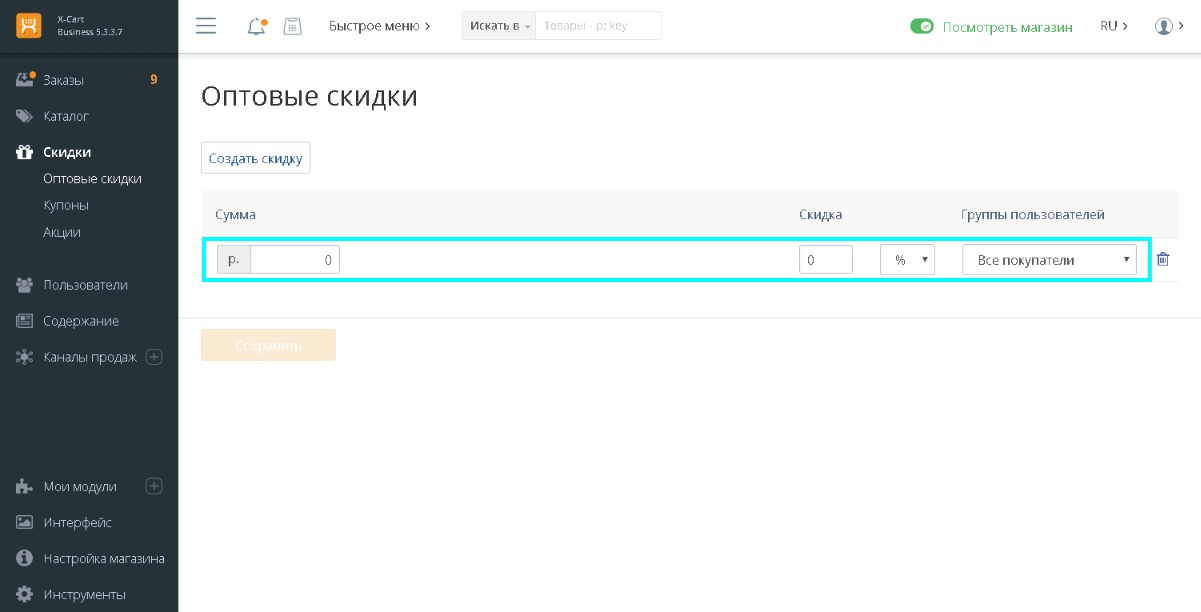 X-Cart
Business 5.3.3.7
Быстрое меню
Искать в
Товары - р: key
Посмотреть магазин
RU
Заказы 9
Каталог
Скидки
Оптовые скидки
Купоны
Акции
Пользователи
Содержание
Каналы продаж
Мои модули
Интерфейс
Настройка магазина
Инструменты
Оптовые скидки
Создать скидку
Сумма Скидка Группы пользователей
р. 0 0 % Все покупатели
Сохранить